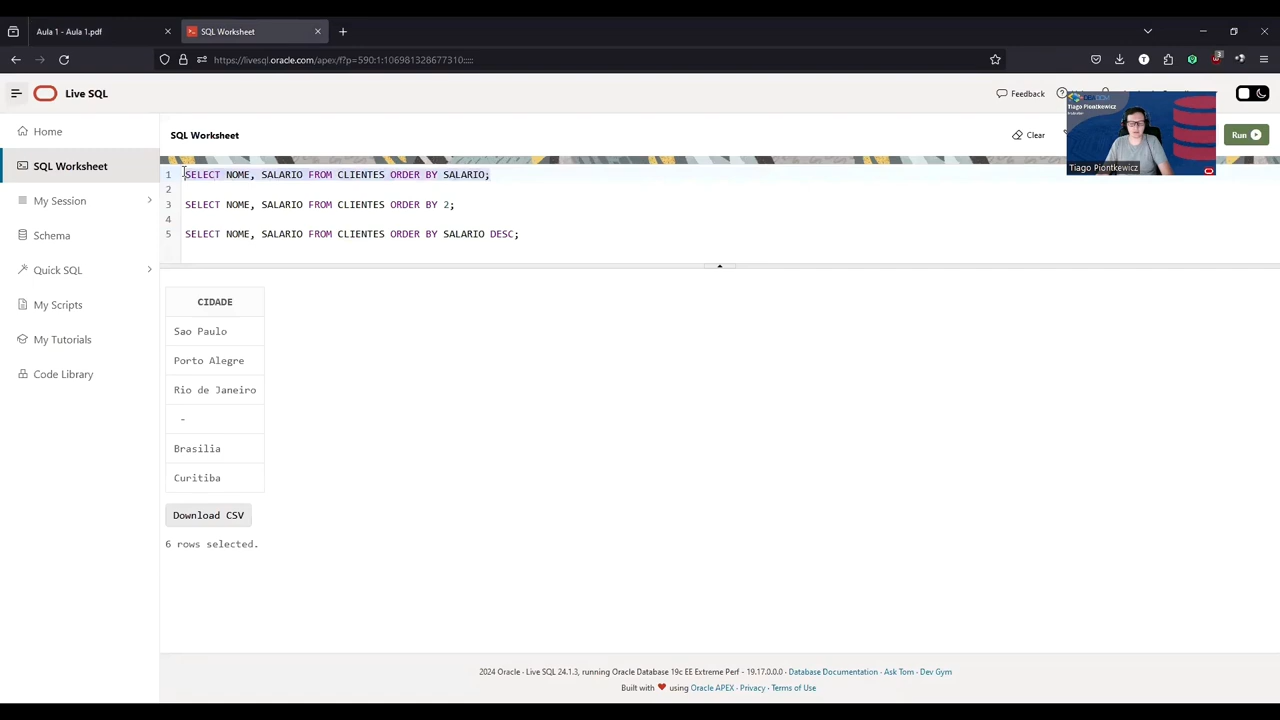 Aula 1 - Aula 1.pdf
SQL Worksheet
https://livesql.oracle.com/apex/f?p=590:1:106981328677310:::::
3
Live SQL
Feedback
Tiago Piontkewicz
SQL Worksheet
Clear
Run
Tiago Piontkewicz
Home
SQL Worksheet
My Session
Schema
Quick SQL
My Scripts
My Tutorials
Code Library
1 SELECT NOME, SALARIO FROM CLIENTES ORDER BY SALARIO;
2
3 SELECT NOME, SALARIO FROM CLIENTES ORDER BY 2;
4
5 SELECT NOME, SALARIO FROM CLIENTES ORDER BY SALARIO DESC;
CIDADE
Sao Paulo
Porto Alegre
Rio de Janeiro
-
Brasilia
Curitiba
Download CSV
6 rows selected.
2024 Oracle · Live SQL 24.1.3, running Oracle Database 19c EE Extreme Perf - 19.17.0.0.0 · Database Documentation · Ask Tom · Dev Gym
Built with ❤ using Oracle APEX · Privacy · Terms of Use